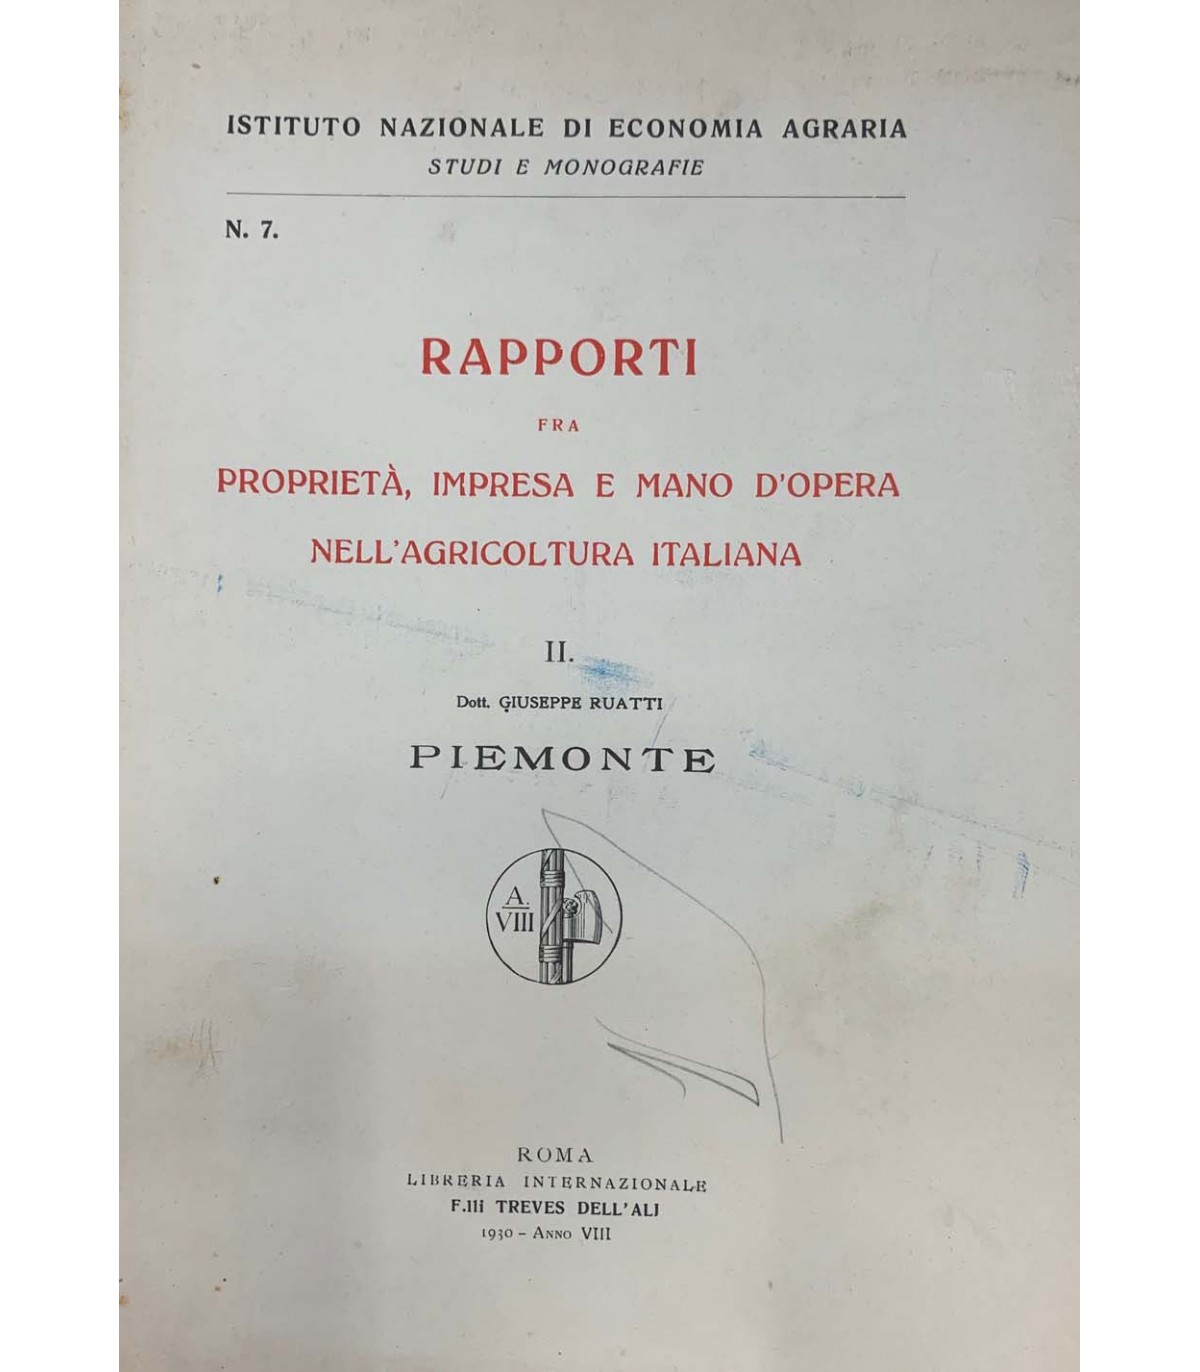 ISTITUTO NAZIONALE DI ECONOMIA AGRARIA
STUDI E MONOGRAFIE
N. 7.
RAPPORTI
FRA
PROPRIETÀ, IMPRESA E MANO D'OPERA
NELL'AGRICOLTURA ITALIANA
II.
Dott. GIUSEPPE RUATTI
PIEMONTE
A.
VIII
ROMA
LIBRERIA INTERNAZIONALE
F.lli TREVES DELL'ALI
1930 - ANNO VIII